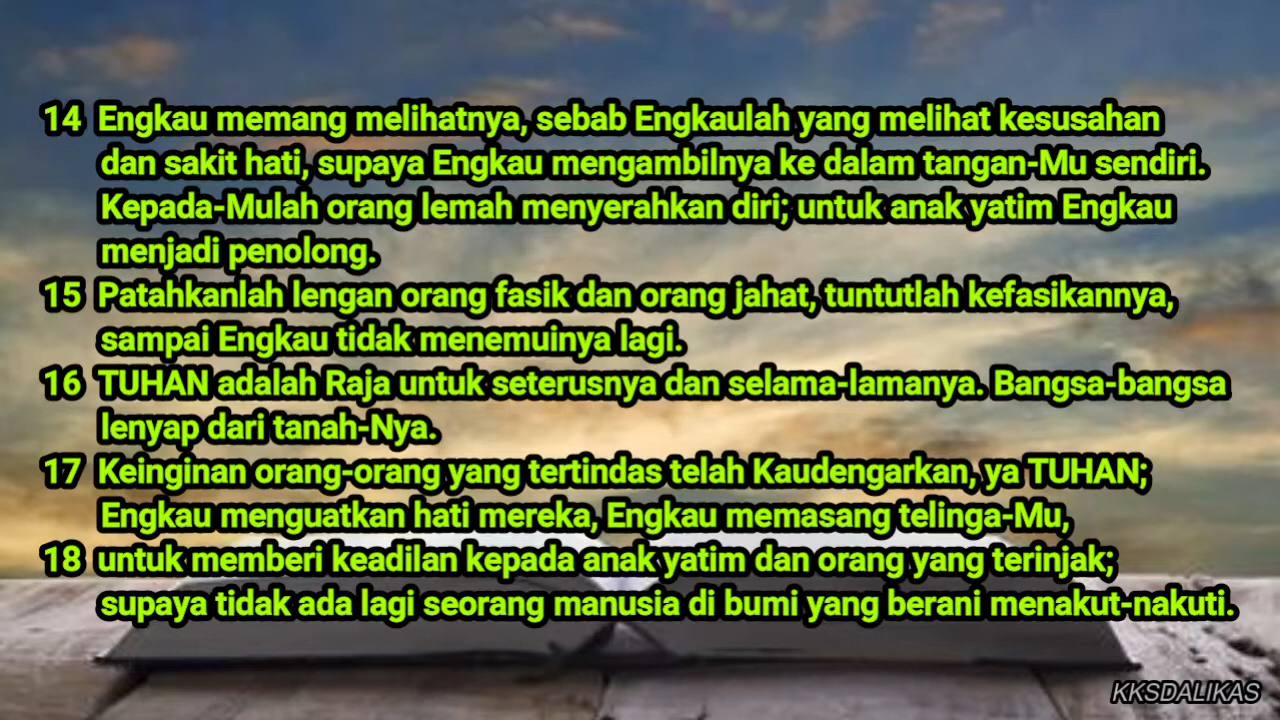 14 Engkau memang melihatnya, sebab Engkaulah yang melihat kesusahan
dan sakit hati, supaya Engkau mengambilnya ke dalam tangan-Mu sendiri.
Kepada-Mulah orang lemah menyerahkan diri; untuk anak yatim Engkau
menjadi penolong.
15 Patahkanlah lengan orang fasik dan orang jahat, tuntutlah kefasikannya,
sampai Engkau tidak menemuinya lagi.
16 TUHAN adalah Raja untuk seterusnya dan selama-lamanya. Bangsa-bangsa
lenyap dari tanah-Nya.
17 Keinginan orang-orang yang tertindas telah Kaudengarkan, ya TUHAN;
Engkau menguatkan hati mereka, Engkau memasang telinga-Mu,
18 untuk memberi keadilan kepada anak yatim dan orang yang terinjak;
supaya tidak ada lagi seorang manusia di bumi yang berani menakut-nakuti.
KKSDALIKAS